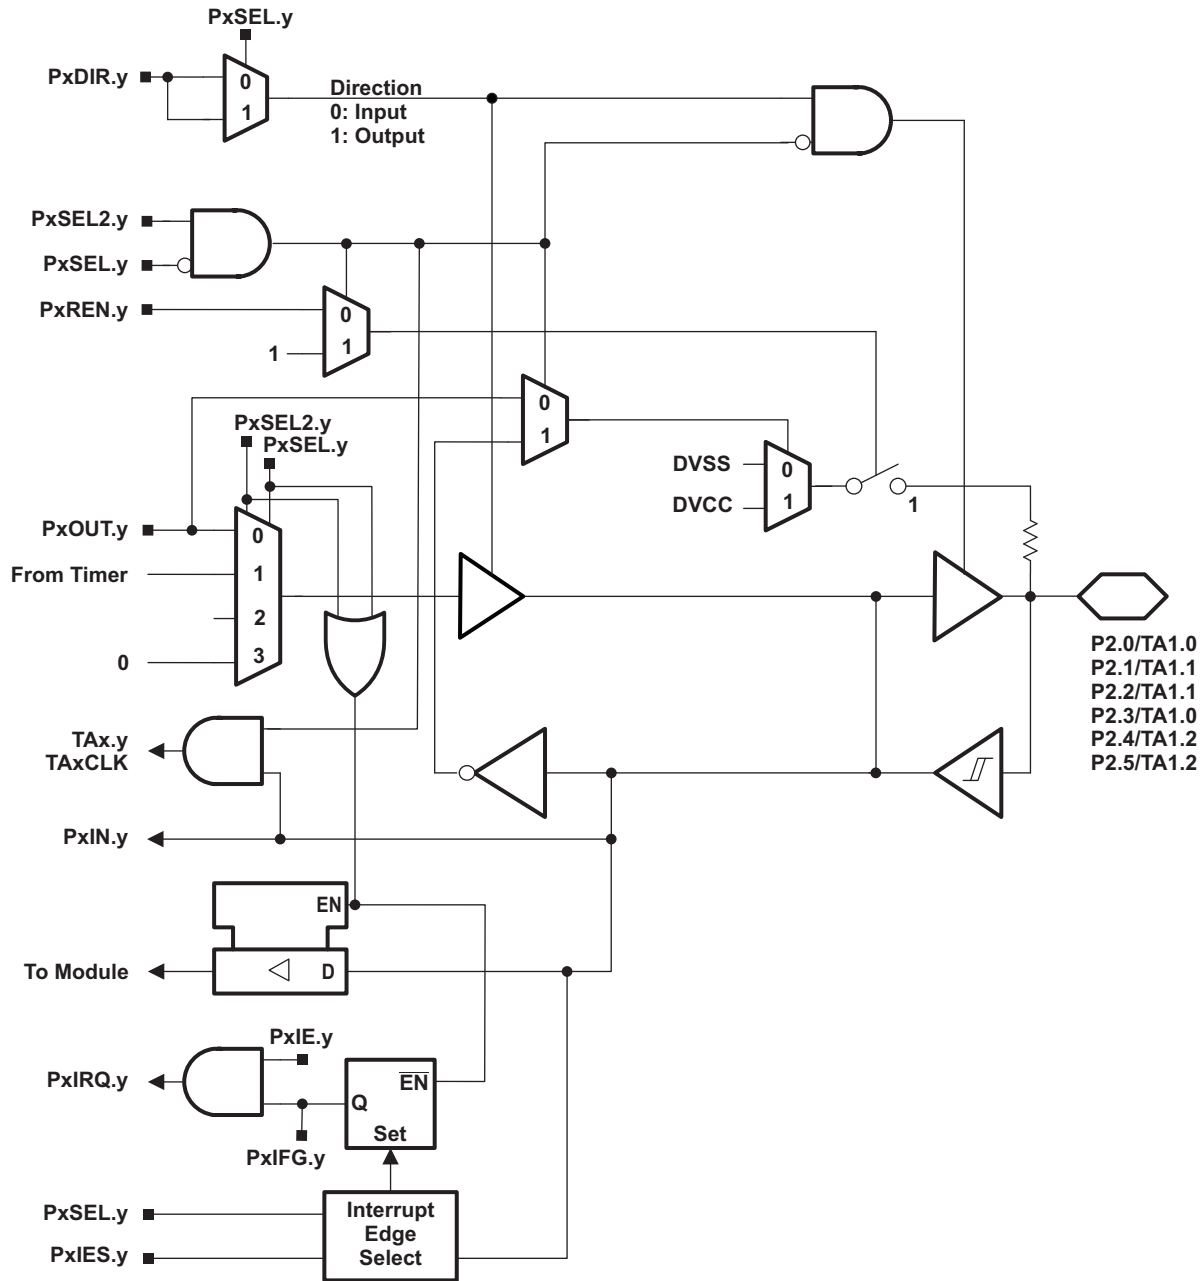 PxSEL.y
PxDIR.y
0
1
Direction
0: Input
1: Output
PxSEL2.y
PxSEL.y
PxREN.y
0
1
1
0
1
PxSEL2.y
PxSEL.y
DVSS
DVCC
0
1
1
PxOUT.y
From Timer
0
0
1
2
3
P2.0/TA1.0
P2.1/TA1.1
P2.2/TA1.1
P2.3/TA1.0
P2.4/TA1.2
P2.5/TA1.2
TAx.y
TAxCLK
PxIN.y
EN
To Module
D
PxIE.y
PxIRQ.y
EN
Q
Set
PxIFG.y
PxSEL.y
PxIES.y
Interrupt
Edge
Select